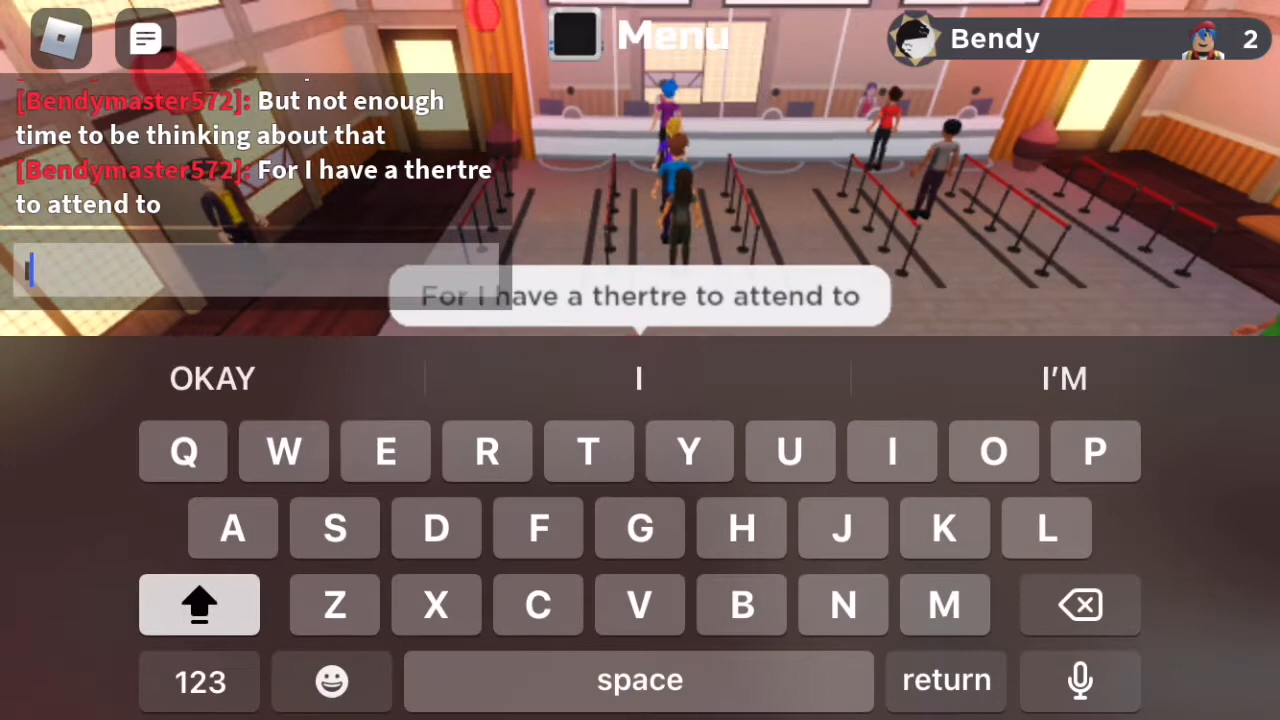 Menu
Bendy
2
[Bendymaster572]: But not enough
time to be thinking about that
[Bendymaster572]: For I have a thertre
to attend to
For I have a thertre to attend to
OKAY
I
I'M
Q W E R T Y U I O P
A S D F G H J K L
Z X C V B N M
123
space
return